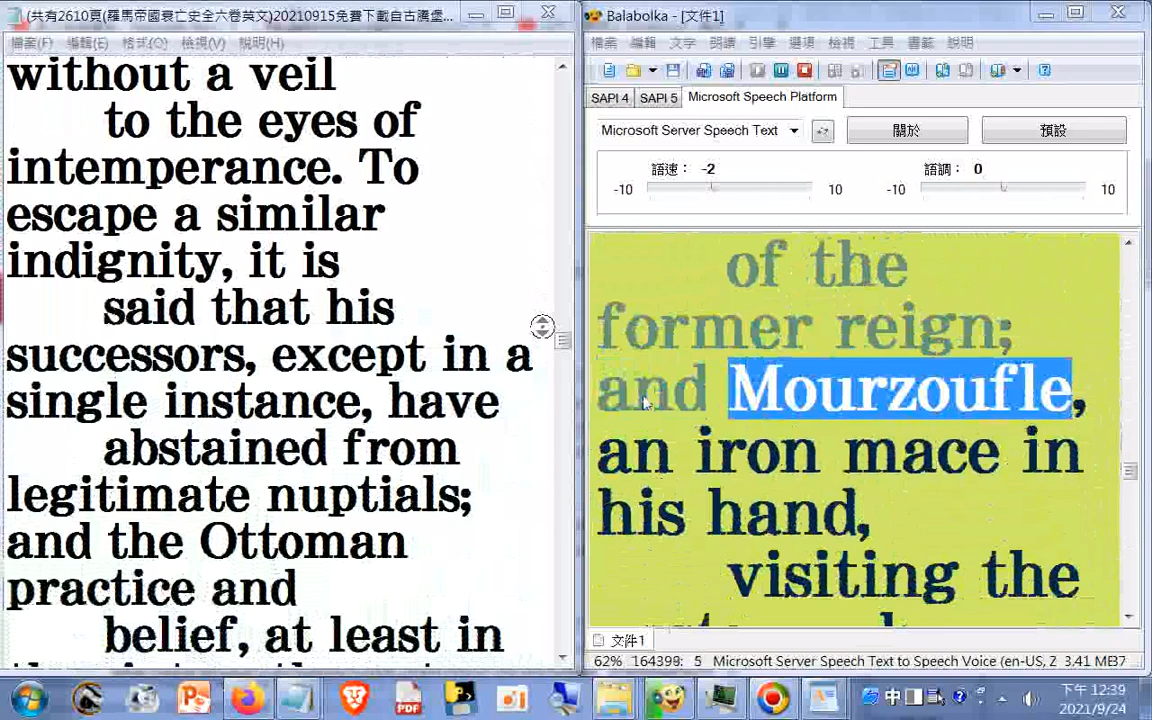 (共有2610頁(羅馬帝國衰亡史全六卷英文)20210915免費下載自古騰堡...
檔案(F) 編輯(E) 格式(O) 檢視(V) 說明(H)
without a veil
to the eyes of
intemperance. To
escape a similar
indignity, it is
said that his
successors, except in a
single instance, have
abstained from
legitimate nuptials;
and the Ottoman
practice and
belief, at least in
Balabolka - [文件1]
檔案 編輯 文字 朗讀 引擎 選項 檢視 工具 書籤 說明
SAPI 4 SAPI 5 Microsoft Speech Platform
Microsoft Server Speech Text 關於 預設
語速： -2 語調： 0
-10 10 -10 10
of the
former reign;
and Mourzoufle,
an iron mace in
his hand,
visiting the
文件1
62% 164399: 5 Microsoft Server Speech Text to Speech Voice (en-US, Z 3.41 MB7
PDF
中
下午 12:39
2021/9/24